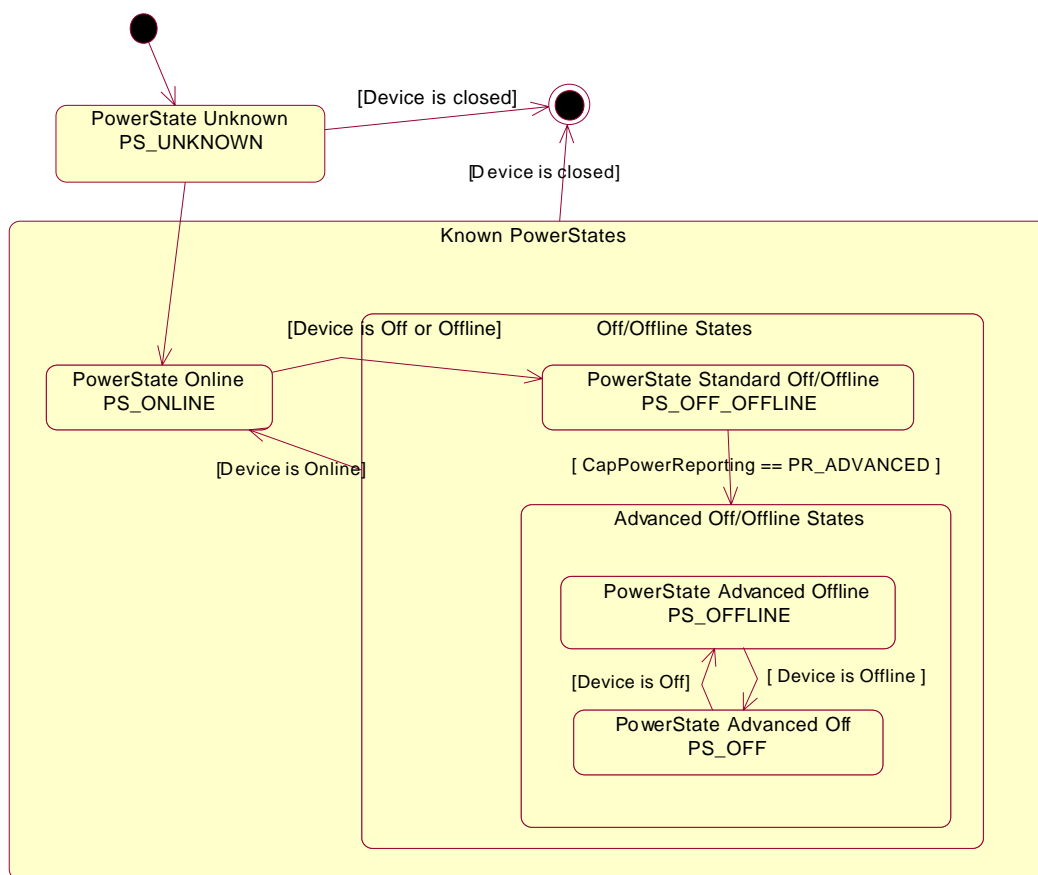 [Device is closed]
PowerState Unknown
PS_UNKNOWN
[Device is closed]
Known PowerStates
[Device is Off or Offline]
Off/Offline States
PowerState Online
PS_ONLINE
PowerState Standard Off/Offline
PS_OFF_OFFLINE
[Device is Online]
[ CapPowerReporting == PR_ADVANCED ]
Advanced Off/Offline States
PowerState Advanced Offline
PS_OFFLINE
[Device is Off]
[ Device is Offline ]
PowerState Advanced Off
PS_OFF